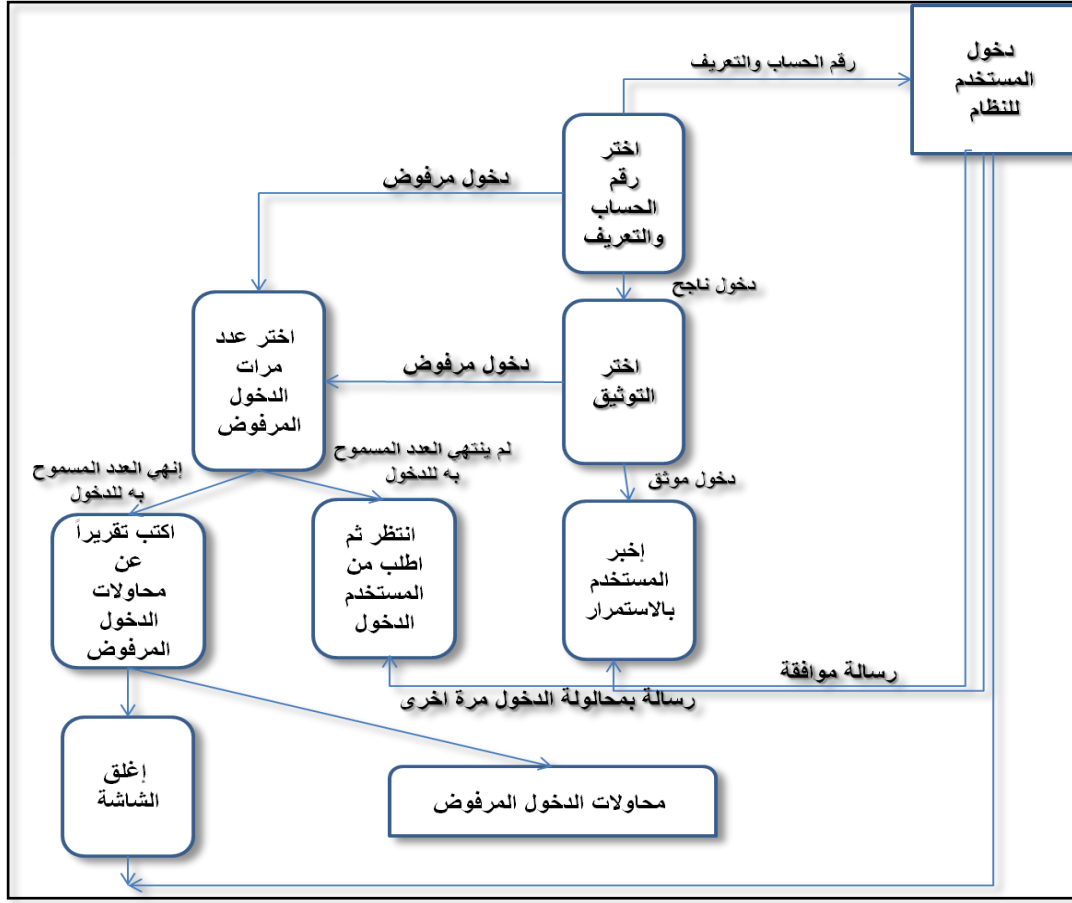 دخول
المستخدم
للنظام
رقم الحساب والتعريف
اختر
رقم
الحساب
والتعريف
دخول مرفوض
دخول ناجح
اختر
التوثيق
دخول مرفوض
اختر عدد
مرات
الدخول
المرفوض
دخول موثق
لم ينتهي العدد المسموح
به للدخول
إنهي العدد المسموح
به للدخول
إخبر
المستخدم
بالاستمرار
انتظر ثم
اطلب من
المستخدم
الدخول
اكتب تقريراً
عن
محاولات
الدخول
المرفوض
رسالة موافقة
رسالة بمحالولة الدخول مرة اخرى
إغلق
الشاشة
محاولات الدخول المرفوض